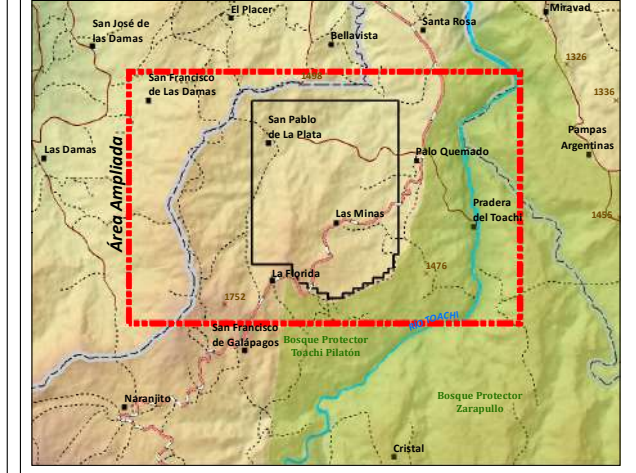 El Placer
Miravad
San José de
las Damas
Santa Rosa
Bellavista
1326
San Francisco
de Las Damas
1498
1336
San Pablo
de La Plata
Pampas
Argentinas
Las Damas
Palo Quemado
Área Ampliada
Las Minas
Pradera
del Toachi
1456
1476
La Florida
1752
RIO TOACHI
San Francisco
de Galápagos
Bosque Protector
Toachi Pilatón
Naranjito
Bosque Protector
Zarapullo
Cristal